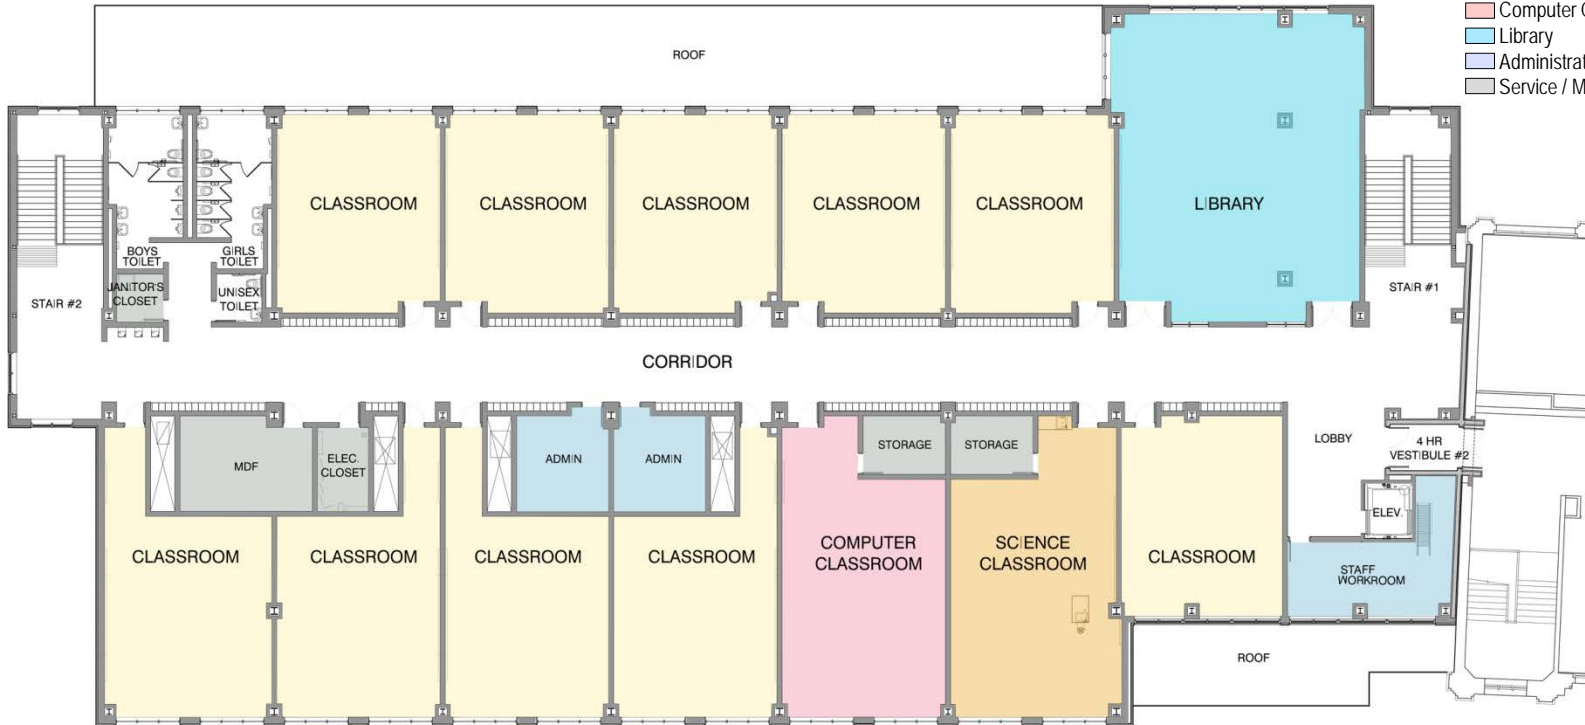 Computer
Library
Service /
ROOF
CLASSROOM
CLASSROOM
CLASSROOM
CLASSROOM
CLASSROOM
LIBRARY
BOYS
TOILET
GIRLS
TOILET
JANITOR'S
CLOSET
UNISEX
TOILET
STAIR #2
STAIR #1
CORRIDOR
MDF
ELEC.
CLOSET
ADMIN
ADMIN
STORAGE
STORAGE
LOBBY
4 HR
VESTIBULE #2
ELEV.
CLASSROOM
CLASSROOM
CLASSROOM
CLASSROOM
COMPUTER
CLASSROOM
SCIENCE
CLASSROOM
CLASSROOM
STAFF
WORKROOM
ROOF